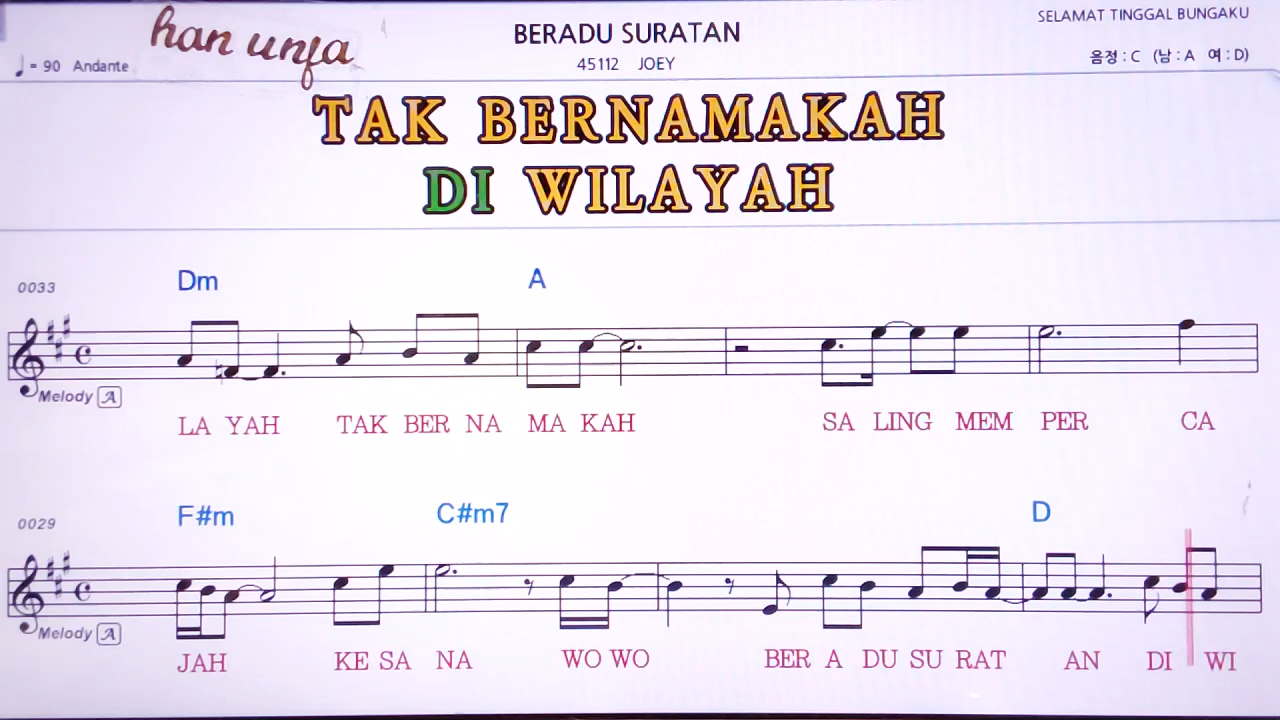 han unfa
BERADU SURATAN
SELAMAT TINGGAL BUNGAKU
♩= 90 Andante
45112 JOEY
음정 : C (남 : A 여 : D)
TAK BERNAMAKAH
DI WILAYAH
0033
Dm A
Melody A
LA YAH TAK BER NA MA KAH SA LING MEM PER CA
0029
F#m C#m7 D
Melody A
JAH KE SA NA WO WO BER A DU SU RAT AN DI WI